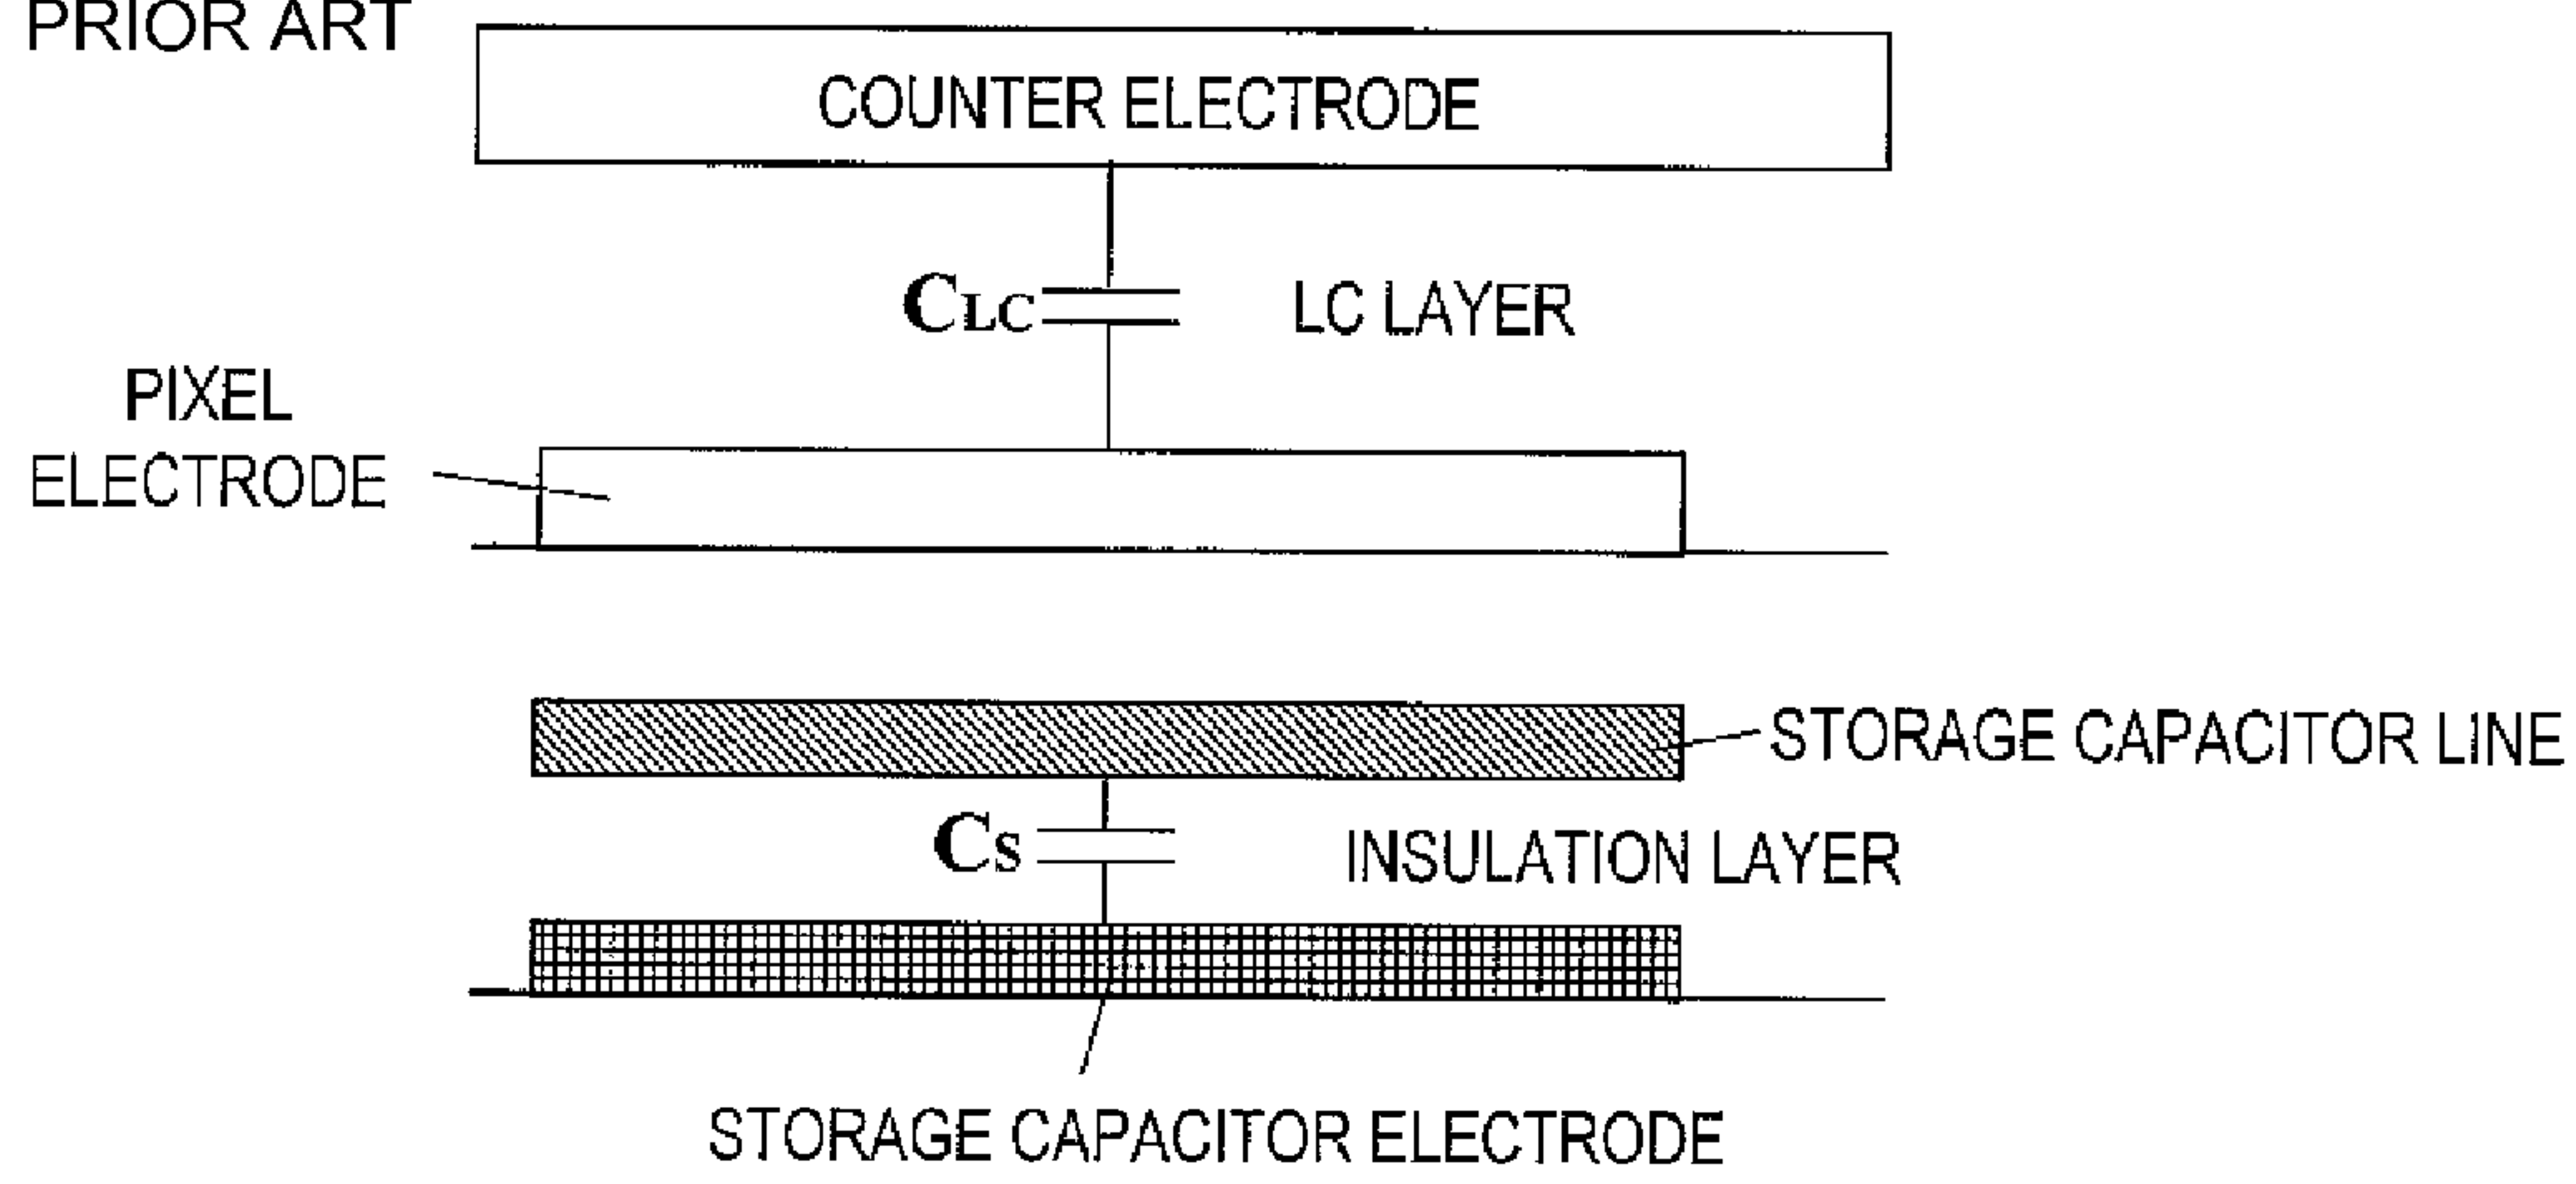 PRIOR ART
COUNTER ELECTRODE
CLC
LC LAYER
PIXEL
ELECTRODE
STORAGE CAPACITOR LINE
CS
INSULATION LAYER
STORAGE CAPACITOR ELECTRODE